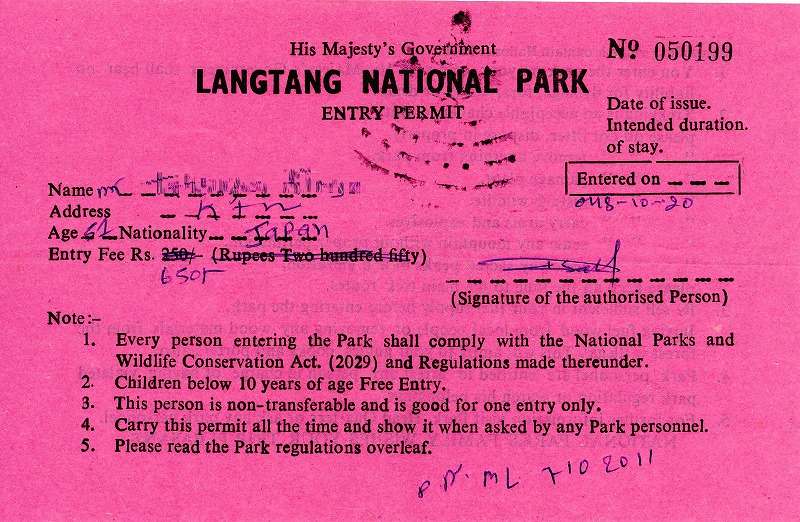 His Majesty's Government
Nº 050199
LANGTANG NATIONAL PARK
ENTRY PERMIT
Date of issue.
Intended duration.
of stay.
Entered on
048-10-20
Name
Address
Age 61 Nationality Japan
Entry Fee Rs. 250/- (Rupees Two hundred fifty)
650/-
(Signature of the authorised Person)
Note:-
1. Every person entering the Park shall comply with the National Parks and
Wildlife Conservation Act. (2029) and Regulations made thereunder.
2. Children below 10 years of age Free Entry.
3. This person is non-transferable and is good for one entry only.
4. Carry this permit all the time and show it when asked by any Park personnel.
5. Please read the Park regulations overleaf.